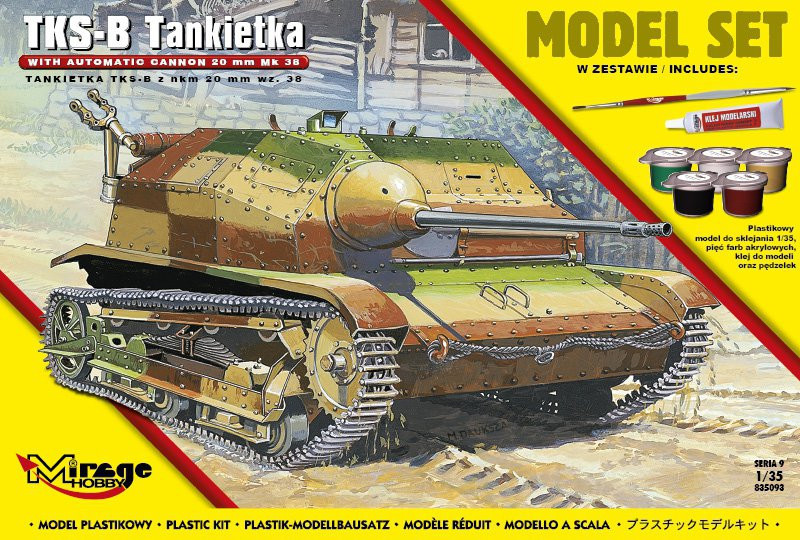 TKS-B Tankietka
WITH AUTOMATIC CANNON 20 mm Mk 38
TANKIETKA TKS-B z nkm 20 mm wz. 38
MODEL SET
W ZESTAWIE / INCLUDES:
KLEJ MODELARSKI
Plastikowy
model do sklejania 1/35,
pięć farb akrylowych,
klej do modeli
oraz pędzelek
M. DRUKSZA
Mirage
HOBBY
SERIA 9
1/35
835093
• MODEL PLASTIKOWY • PLASTIC KIT • PLASTIK-MODELLBAUSATZ • MODÈLE RÉDUIT • MODELLO A SCALA • プラスチックモデルキット •